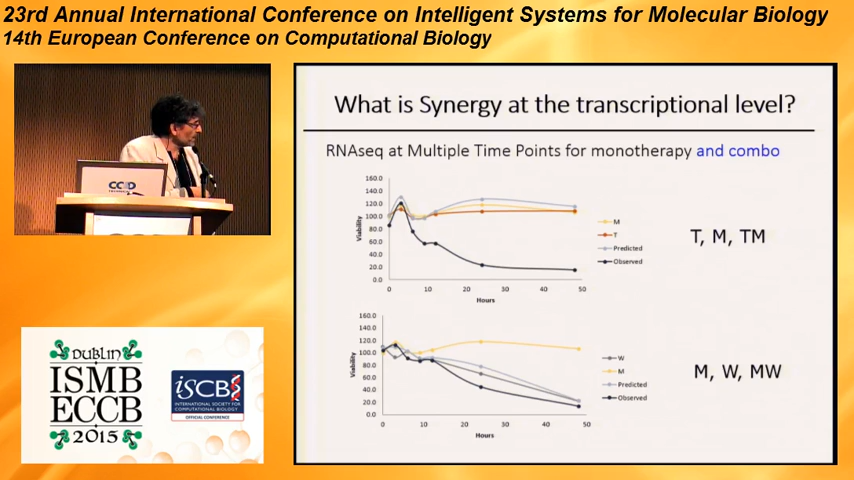 23rd Annual International Conference on Intelligent Systems for Molecular Biology
14th European Conference on Computational Biology
What is Synergy at the transcriptional level?
RNAseq at Multiple Time Points for monotherapy and combo
160.0
140.0
120.0
100.0
80.0
60.0
40.0
20.0
0.0
Viability
0 10 20 30 40 50
Hours
M
T
Predicted
Observed
T, M, TM
160.0
140.0
120.0
100.0
80.0
60.0
40.0
20.0
0.0
Viability
0 10 20 30 40 50
Hours
W
M
Predicted
Observed
M, W, MW
DUBLIN
ISMB
ECCB
2015
ISCB
INTERNATIONAL SOCIETY FOR
COMPUTATIONAL BIOLOGY
OFFICIAL CONFERENCE